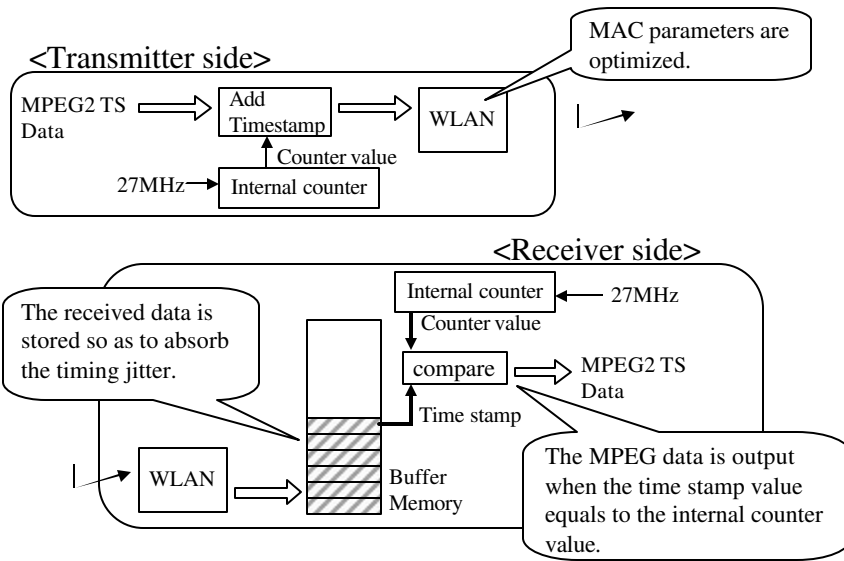 <Transmitter side>
MAC parameters are
optimized.
MPEG2 TS
Data
Add
Timestamp
WLAN
Counter value
27MHz
Internal counter
<Receiver side>
Internal counter
27MHz
Counter value
The received data is
stored so as to absorb
the timing jitter.
compare
MPEG2 TS
Data
Time stamp
WLAN
Buffer
Memory
The MPEG data is output
when the time stamp value
equals to the internal counter
value.